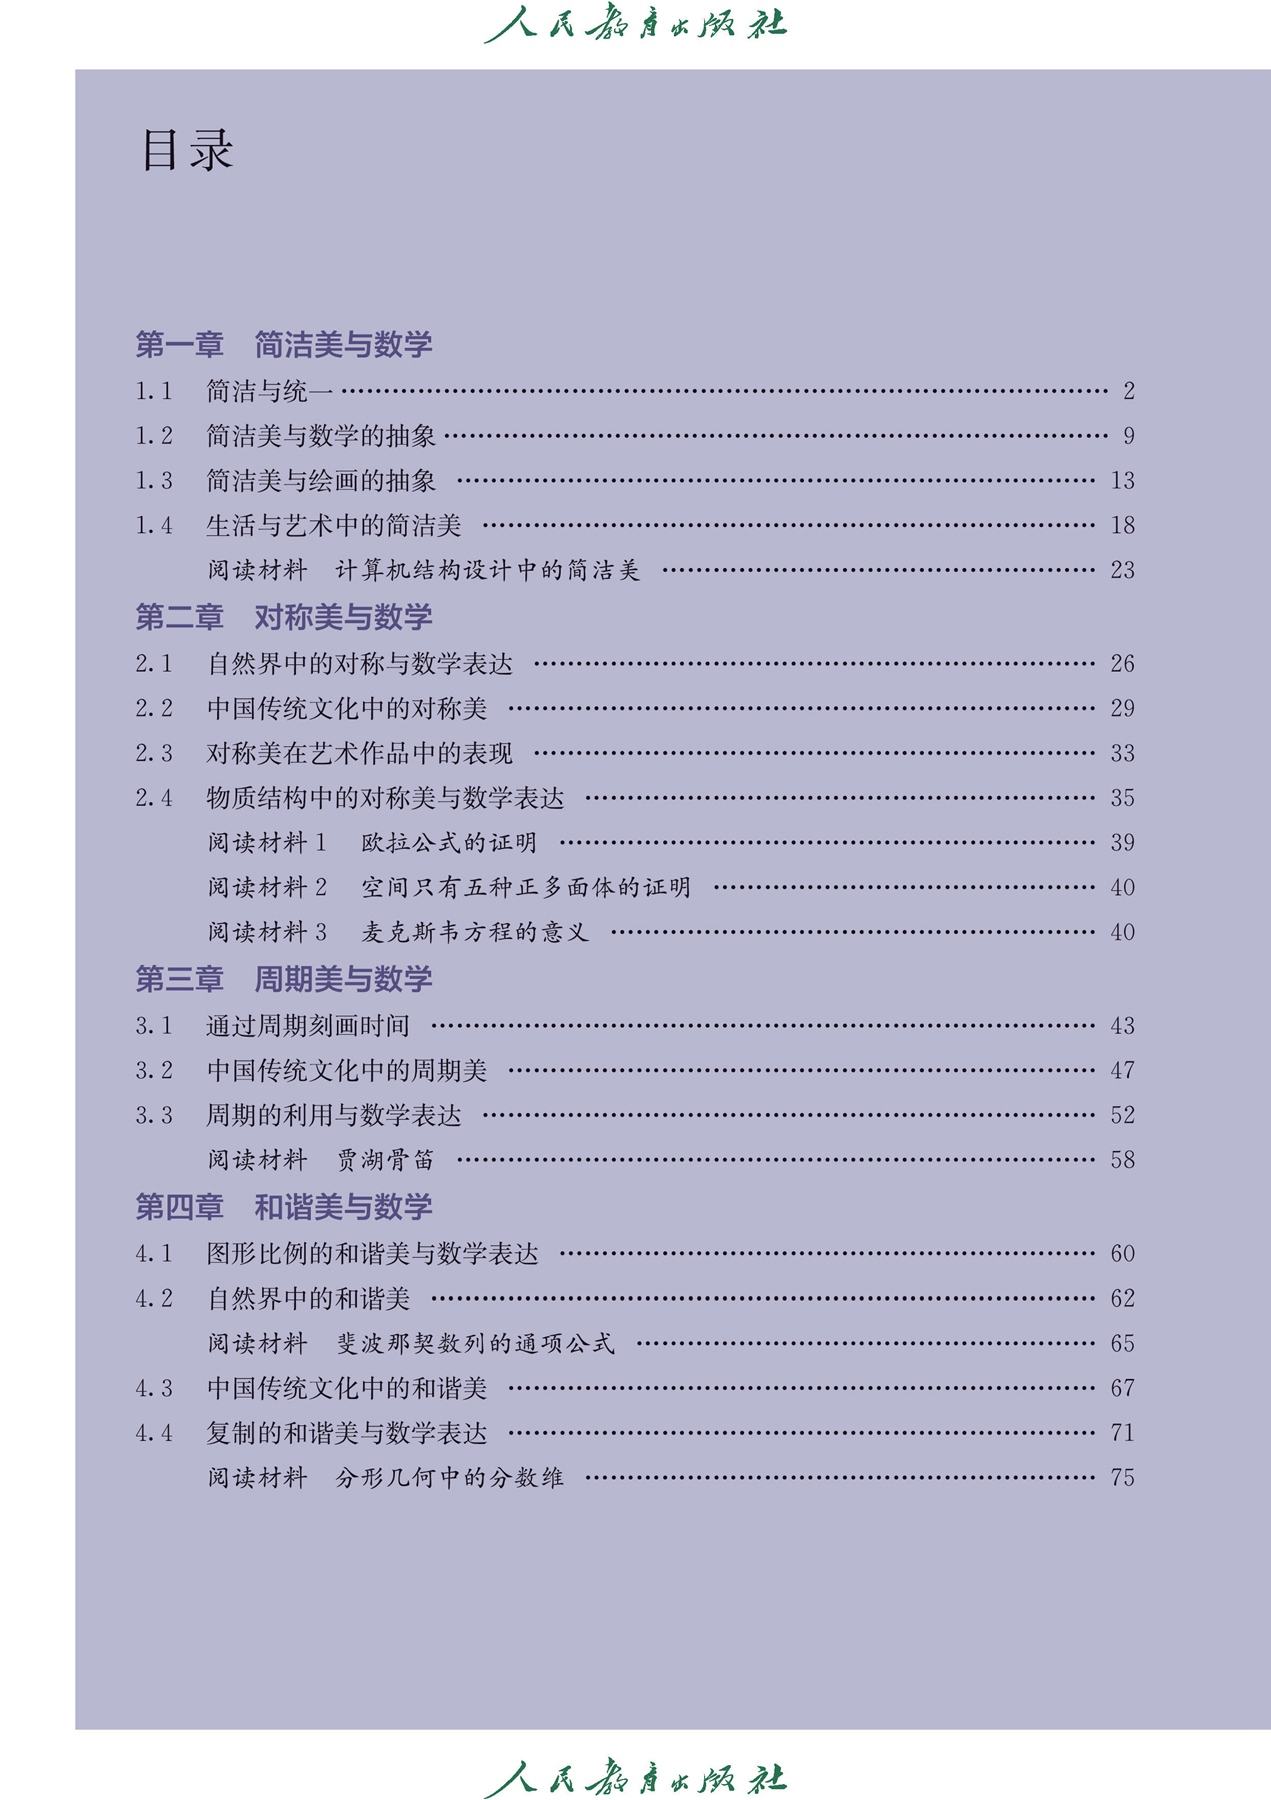 人民教育出版社
目录
第一章 简洁美与数学
1.1 简洁与统一 …… 2
1.2 简洁美与数学的抽象 …… 9
1.3 简洁美与绘画的抽象 …… 13
1.4 生活与艺术中的简洁美 …… 18
阅读材料 计算机结构设计中的简洁美 …… 23
第二章 对称美与数学
2.1 自然界中的对称与数学表达 …… 26
2.2 中国传统文化中的对称美 …… 29
2.3 对称美在艺术作品中的表现 …… 33
2.4 物质结构中的对称美与数学表达 …… 35
阅读材料1 欧拉公式的证明 …… 39
阅读材料2 空间只有五种正多面体的证明 …… 40
阅读材料3 麦克斯韦方程的意义 …… 40
第三章 周期美与数学
3.1 通过周期刻画时间 …… 43
3.2 中国传统文化中的周期美 …… 47
3.3 周期的利用与数学表达 …… 52
阅读材料 贾湖骨笛 …… 58
第四章 和谐美与数学
4.1 图形比例的和谐美与数学表达 …… 60
4.2 自然界中的和谐美 …… 62
阅读材料 斐波那契数列的通项公式 …… 65
4.3 中国传统文化中的和谐美 …… 67
4.4 复制的和谐美与数学表达 …… 71
阅读材料 分形几何中的分数维 …… 75
人民教育出版社